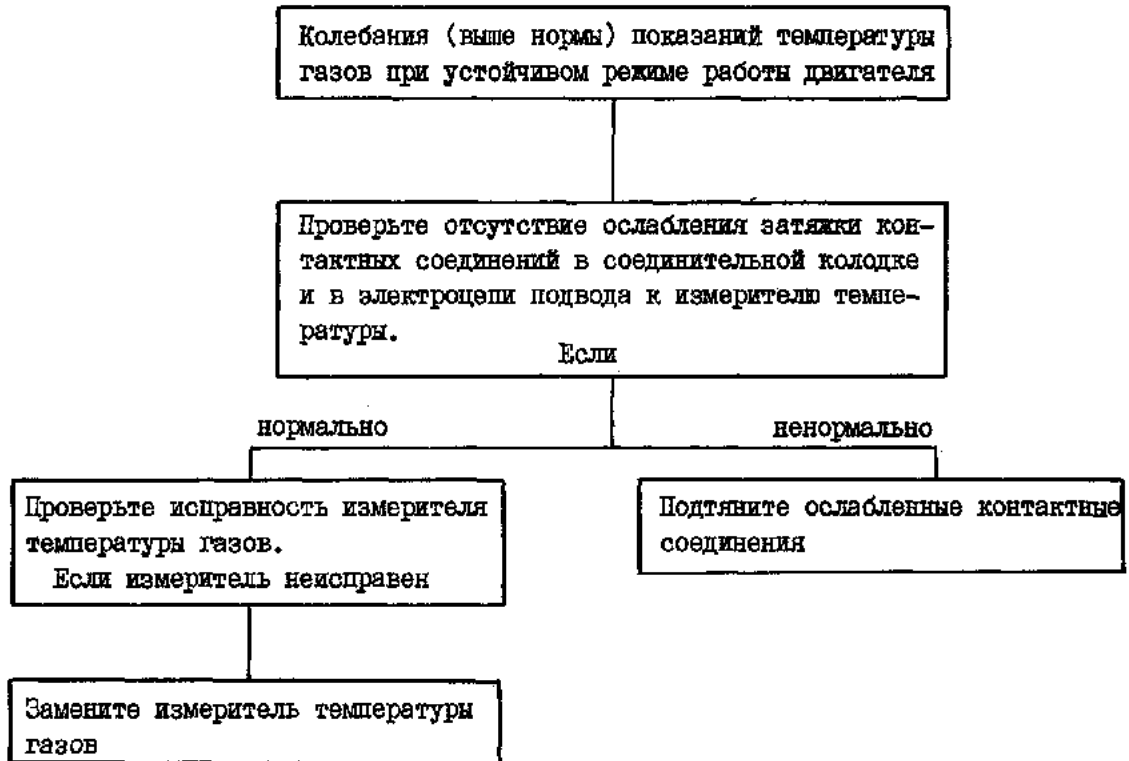 Колебания (выше нормы) показаний температуры
газов при устойчивом режиме работы двигателя
Проверьте отсутствие ослабления затяжки кон-
тактных соединений в соединительной колодке
и в электроцепи подвода к измерителю темпе-
ратуры.
Если
нормально
ненормально
Проверьте исправность измерителя
температуры газов.
Если измеритель неисправен
Подтяните ослабленные контактные
соединения
Замените измеритель температуры
газов